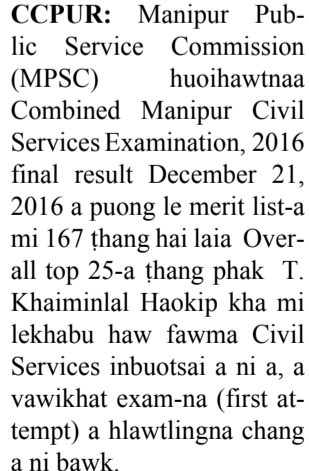 CCPUR: Manipur Pub-
lic Service Commission
(MPSC) huoihawtnaa
Combined Manipur Civil
Services Examination, 2016
final result December 21,
2016 a puong le merit list-a
mi 167 ṭhang hai laia Over-
all top 25-a ṭhang phak T.
Khaiminlal Haokip kha mi
lekhabu haw fawma Civil
Services inbuotsai a ni a, a
vawikhat exam-na (first at-
tempt) a hlawtlingna chang
a ni bawk.